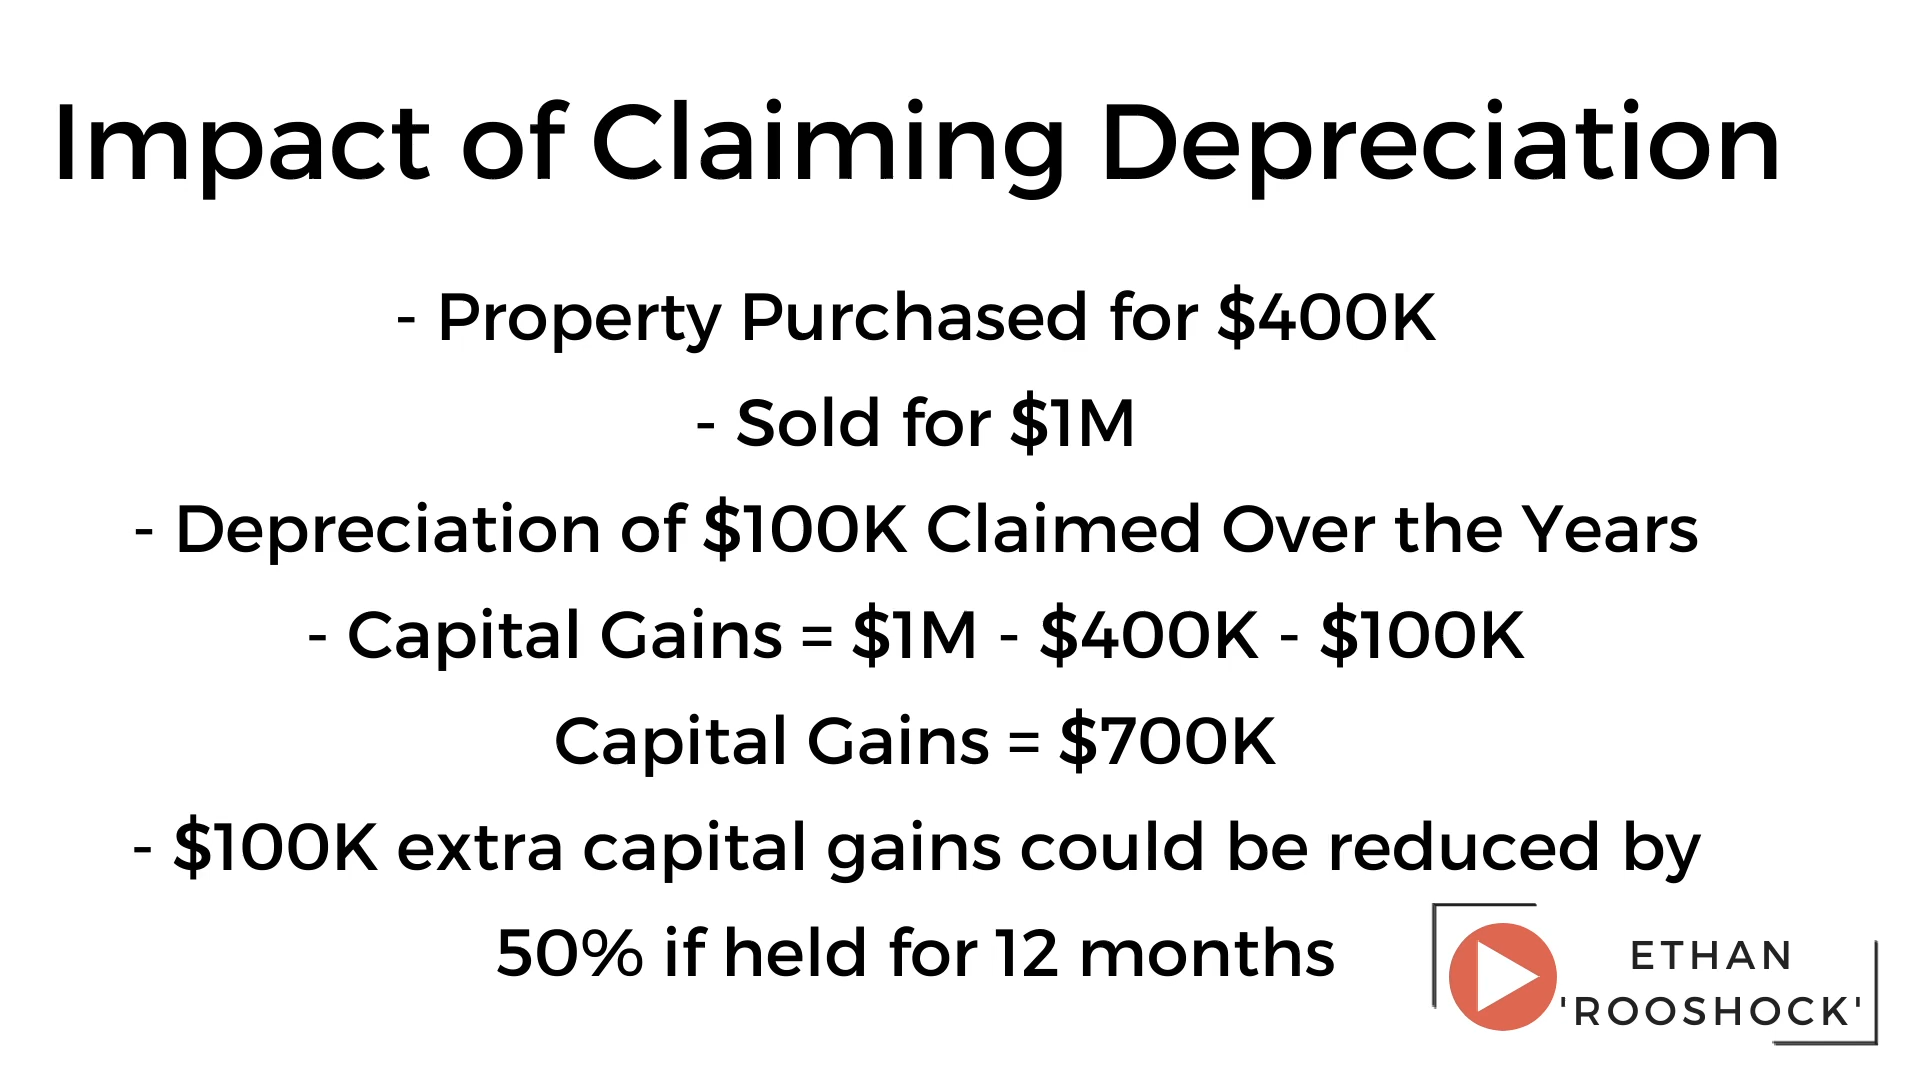 Impact of Claiming Depreciation
- Property Purchased for $400K
- Sold for $1M
- Depreciation of $100K Claimed Over the Years
- Capital Gains = $1M - $400K - $100K
Capital Gains = $700K
- $100K extra capital gains could be reduced by
50% if held for 12 months
ETHAN
'ROOSHOCK'